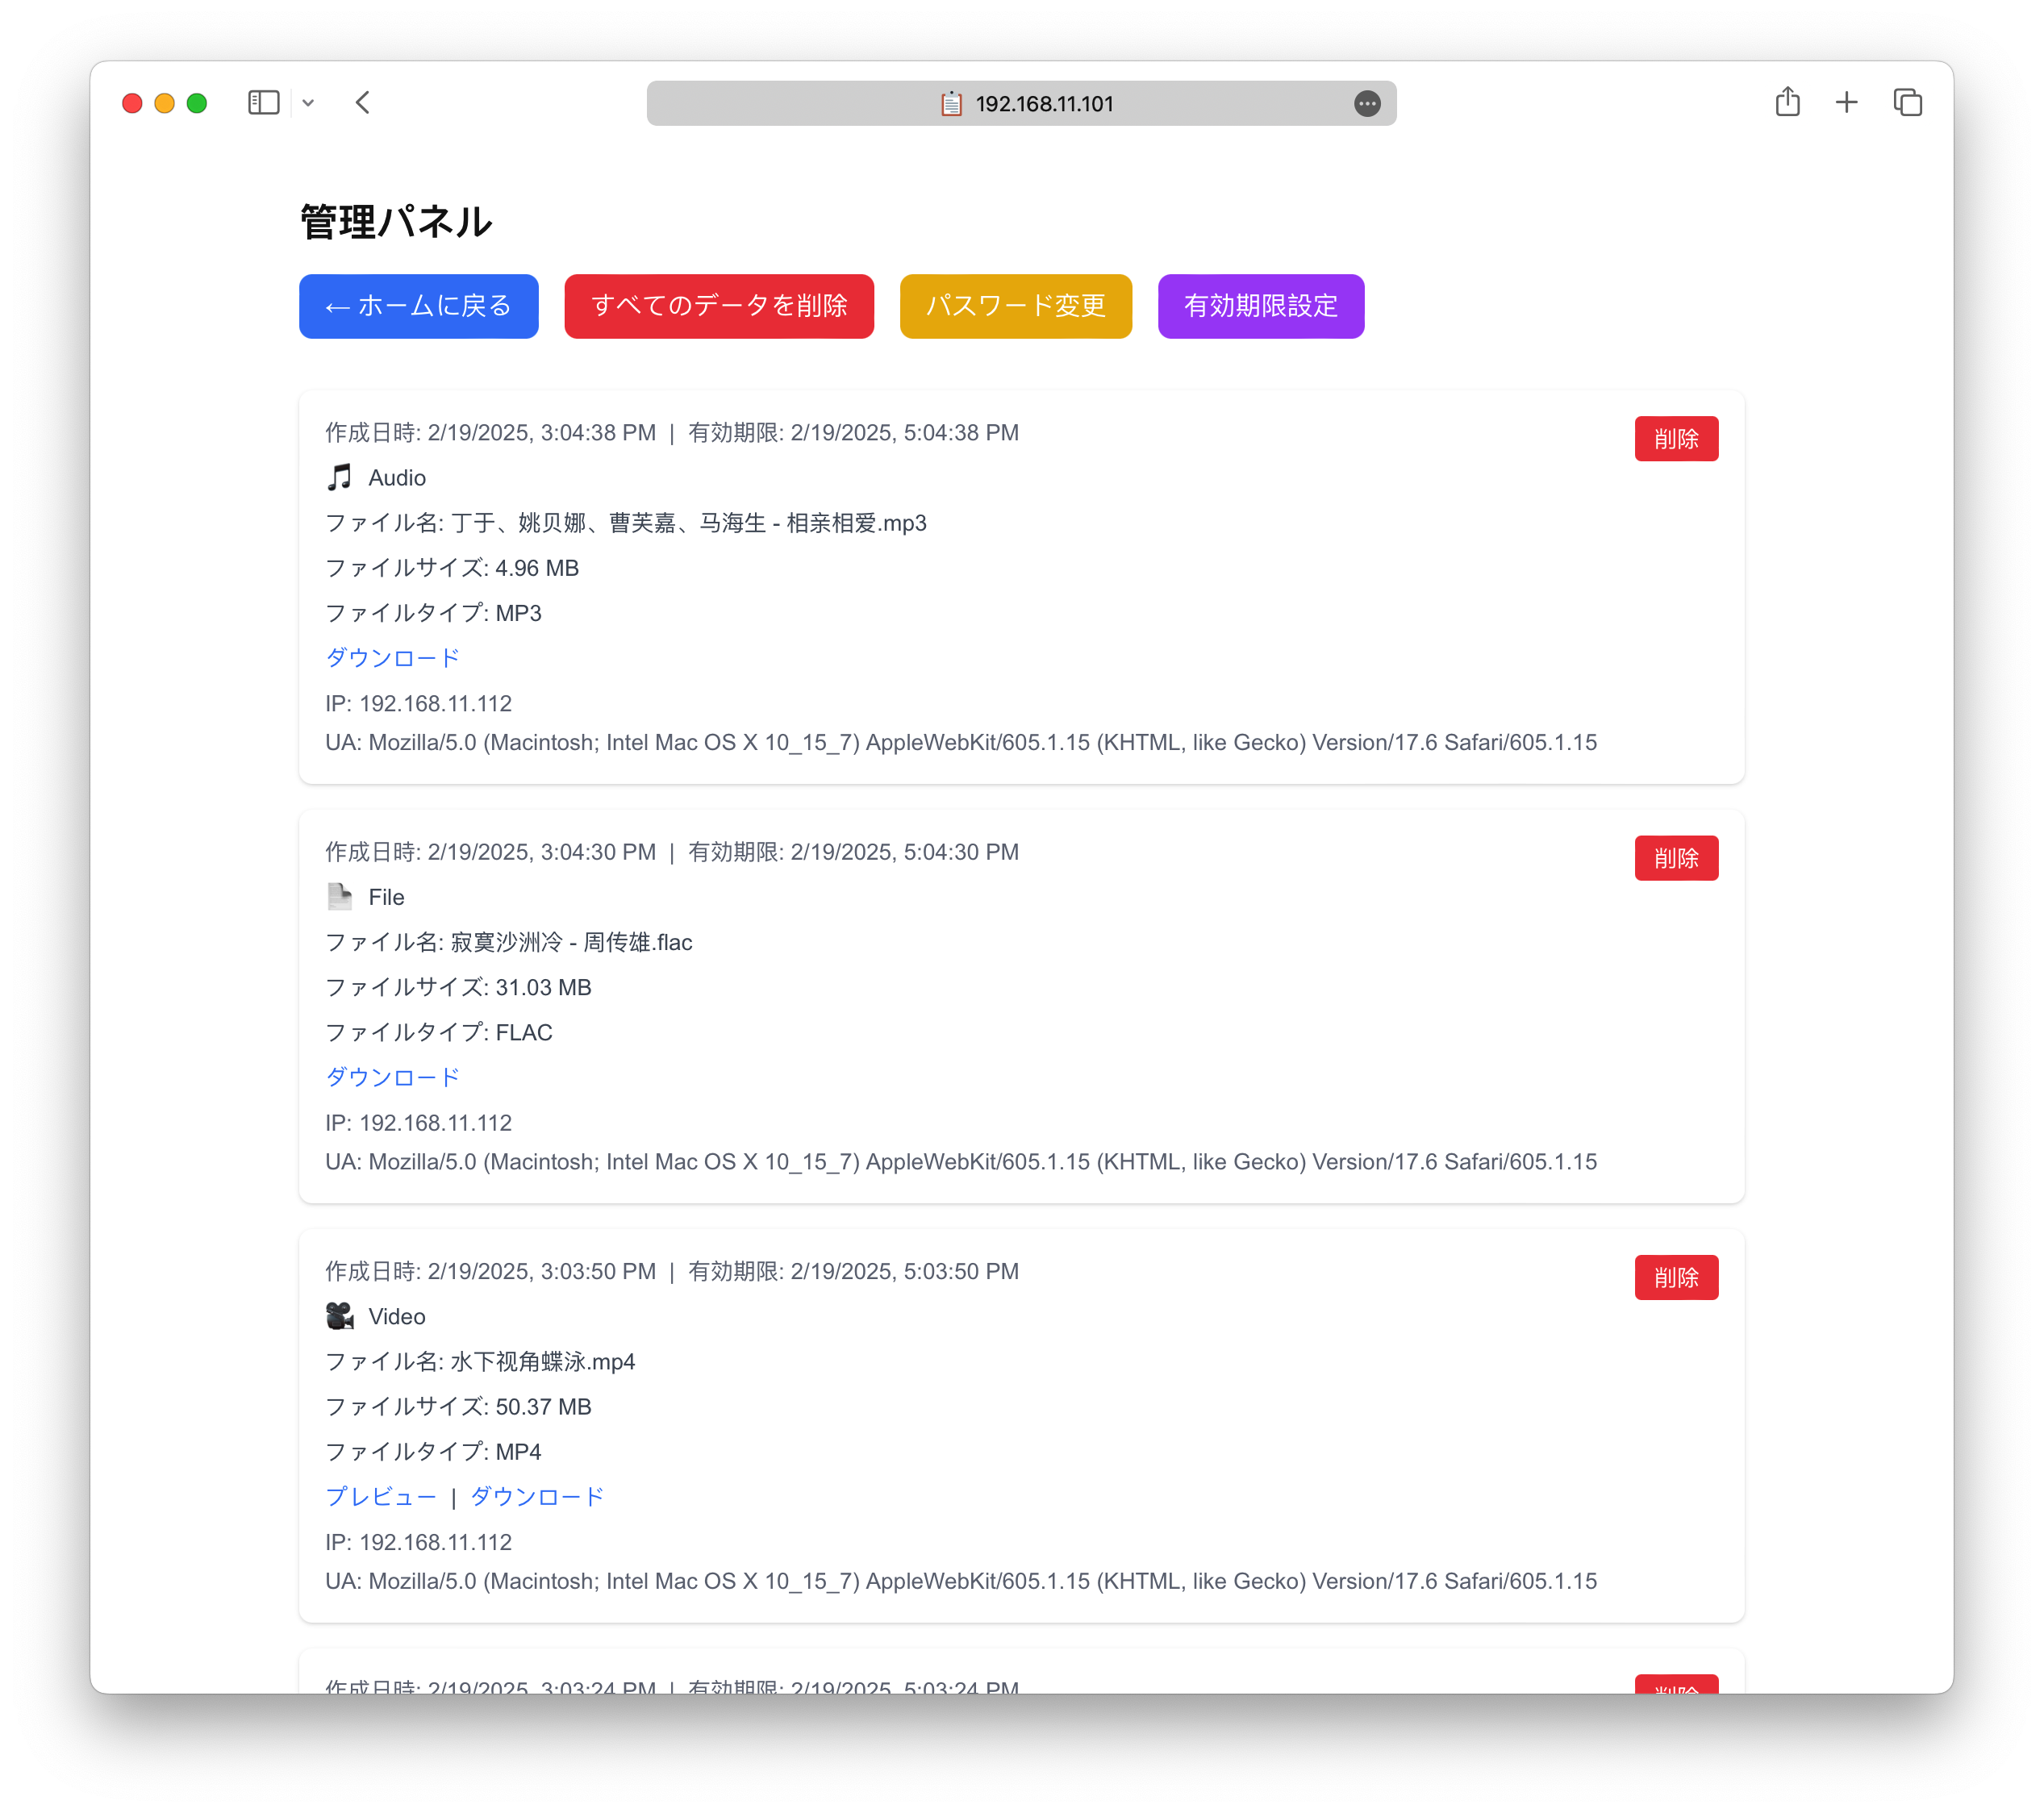 192.168.11.101
管理パネル
← ホームに戻る
すべてのデータを削除
パスワード変更
有効期限設定
作成日時: 2/19/2025, 3:04:38 PM | 有効期限: 2/19/2025, 5:04:38 PM
削除
Audio
ファイル名: 丁于、姚贝娜、曹芙嘉、马海生 - 相亲相爱.mp3
ファイルサイズ: 4.96 MB
ファイルタイプ: MP3
ダウンロード
IP: 192.168.11.112
UA: Mozilla/5.0 (Macintosh; Intel Mac OS X 10_15_7) AppleWebKit/605.1.15 (KHTML, like Gecko) Version/17.6 Safari/605.1.15
作成日時: 2/19/2025, 3:04:30 PM | 有効期限: 2/19/2025, 5:04:30 PM
削除
File
ファイル名: 寂寞沙洲冷 - 周传雄.flac
ファイルサイズ: 31.03 MB
ファイルタイプ: FLAC
ダウンロード
IP: 192.168.11.112
UA: Mozilla/5.0 (Macintosh; Intel Mac OS X 10_15_7) AppleWebKit/605.1.15 (KHTML, like Gecko) Version/17.6 Safari/605.1.15
作成日時: 2/19/2025, 3:03:50 PM | 有効期限: 2/19/2025, 5:03:50 PM
削除
Video
ファイル名: 水下视角蝶泳.mp4
ファイルサイズ: 50.37 MB
ファイルタイプ: MP4
プレビュー | ダウンロード
IP: 192.168.11.112
UA: Mozilla/5.0 (Macintosh; Intel Mac OS X 10_15_7) AppleWebKit/605.1.15 (KHTML, like Gecko) Version/17.6 Safari/605.1.15
作成日時: 2/19/2025, 3:03:24 PM | 有効期限: 2/19/2025, 5:03:24 PM
削除